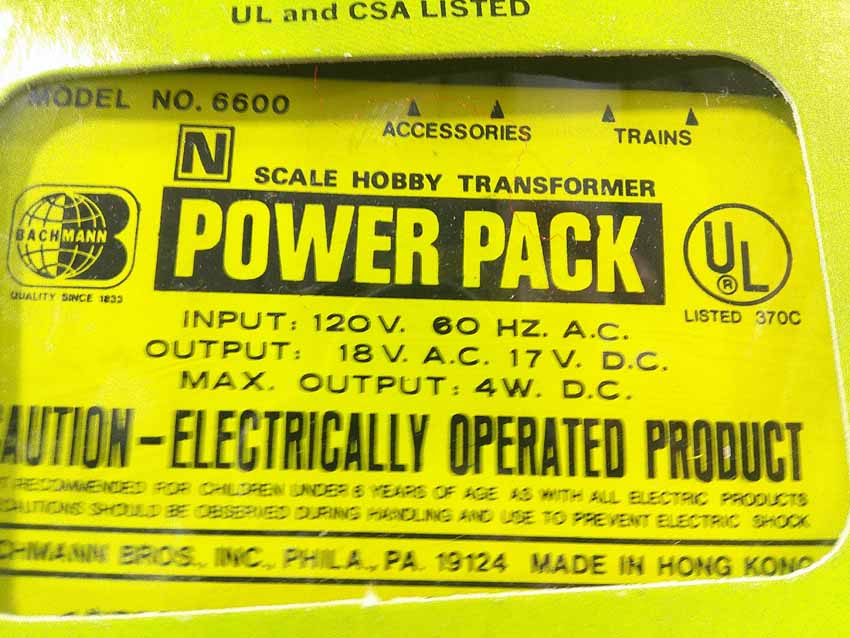 UL and CSA LISTED
MODEL NO. 6600
ACCESSORIES
TRAINS
N
SCALE HOBBY TRANSFORMER
BACHMANN
QUALITY SINCE 1833
POWER PACK
UL
®
LISTED 370C
INPUT: 120 V. 60 HZ. A.C.
OUTPUT: 18 V. A.C. 17 V. D.C.
MAX. OUTPUT: 4W. D.C.
AUTION – ELECTRICALLY OPERATED PRODUCT
T RECOMMENDED FOR CHILDREN UNDER 8 YEARS OF AGE AS WITH ALL ELECTRIC PRODUCTS
CAUTIONS SHOULD BE OBSERVED DURING HANDLING AND USE TO PREVENT ELECTRIC SHOCK
CHMANN BROS., INC., PHILA., PA. 19124 MADE IN HONG KONG